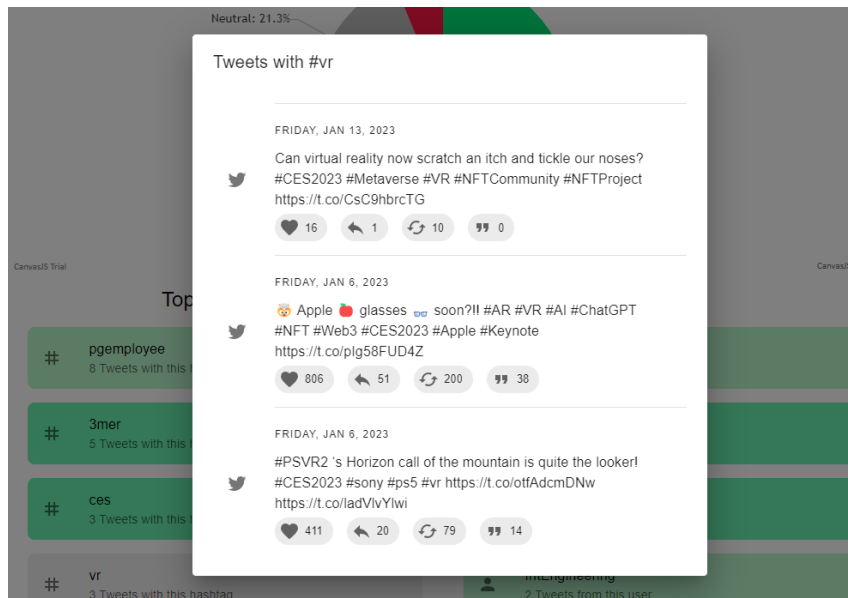 Neutral: 21.3%
Tweets with #vr
FRIDAY, JAN 13, 2023
Can virtual reality now scratch an itch and tickle our noses?
#CES2023 #Metaverse #VR #NFTCommunity #NFTProject
https://t.co/CsC9hbrcTG
16 1 10 0
FRIDAY, JAN 6, 2023
🤯 Apple 🍎 glasses 👓 soon?!! #AR #VR #AI #ChatGPT
#NFT #Web3 #CES2023 #Apple #Keynote
https://t.co/plg58FUD4Z
806 51 200 38
FRIDAY, JAN 6, 2023
#PSVR2 's Horizon call of the mountain is quite the looker!
#CES2023 #sony #ps5 #vr https://t.co/otfAdcmDNw
https://t.co/ladVlvYlwi
411 20 79 14
CanvasJS Trial
CanvasJS
Top
pgemployee
8 Tweets with this
3mer
5 Tweets with this
ces
3 Tweets with this
vr
3 Tweets with this hashtag
IntEngineering
2 Tweets from this user